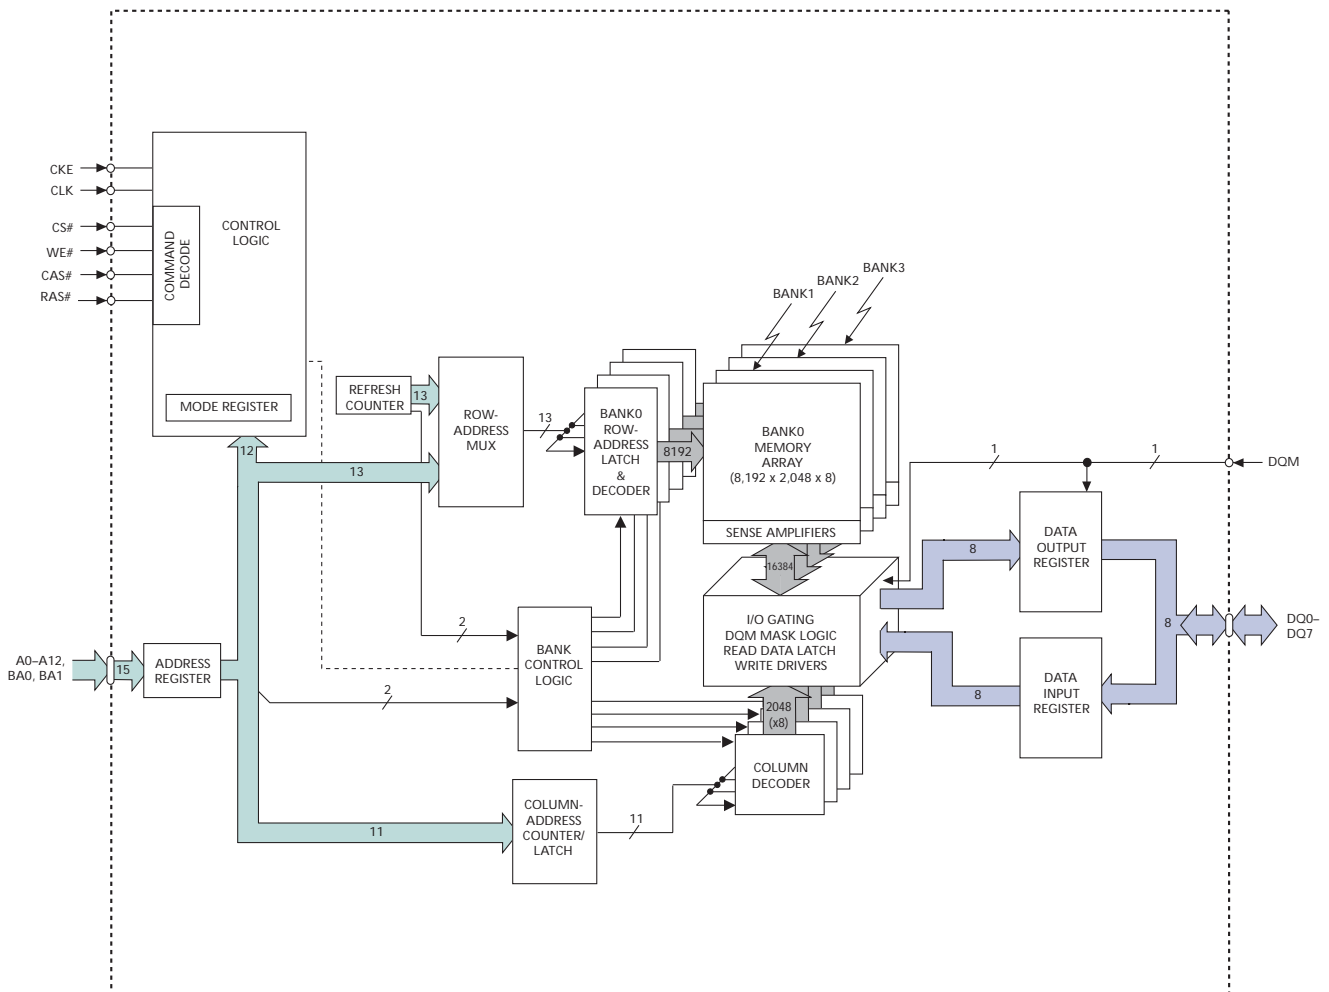 CKE
CLK
CS#
WE#
CAS#
RAS#
COMMAND
DECODE
CONTROL
LOGIC
MODE REGISTER
12
REFRESH
COUNTER
13
13
ROW-
ADDRESS
MUX
13
BANK0
ROW-
ADDRESS
LATCH
&
DECODER
8192
BANK1
BANK2
BANK3
BANK0
MEMORY
ARRAY
(8,192 x 2,048 x 8)
SENSE AMPLIFIERS
16384
I/O GATING
DQM MASK LOGIC
READ DATA LATCH
WRITE DRIVERS
2048
(x8)
COLUMN
DECODER
1
1
DQM
DATA
OUTPUT
REGISTER
8
8
DQ0–
DQ7
DATA
INPUT
REGISTER
8
A0–A12,
BA0, BA1
15
ADDRESS
REGISTER
2
2
BANK
CONTROL
LOGIC
11
COLUMN-
ADDRESS
COUNTER/
LATCH
11